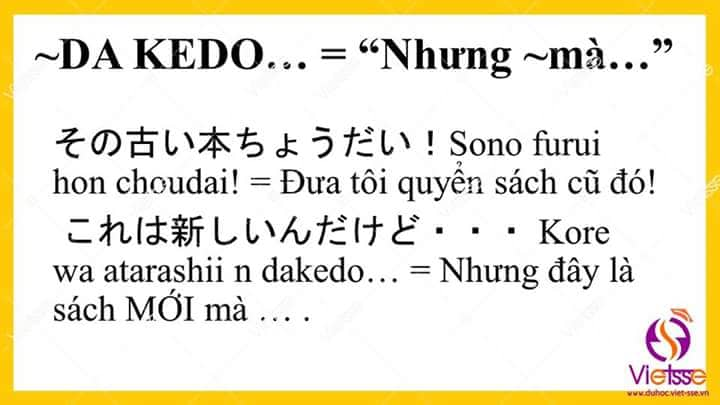 ~DA KEDO… = “Nhưng ~mà…”
その古い本ちょうだい！Sono furui
hon choudai! = Đưa tôi quyển sách cũ đó!
これは新しいんだけど・・・ Kore
wa atarashii n dakedo… = Nhưng đây là
sách MỚI mà … .
Vietsse
www.duhoc.viet-sse.vn